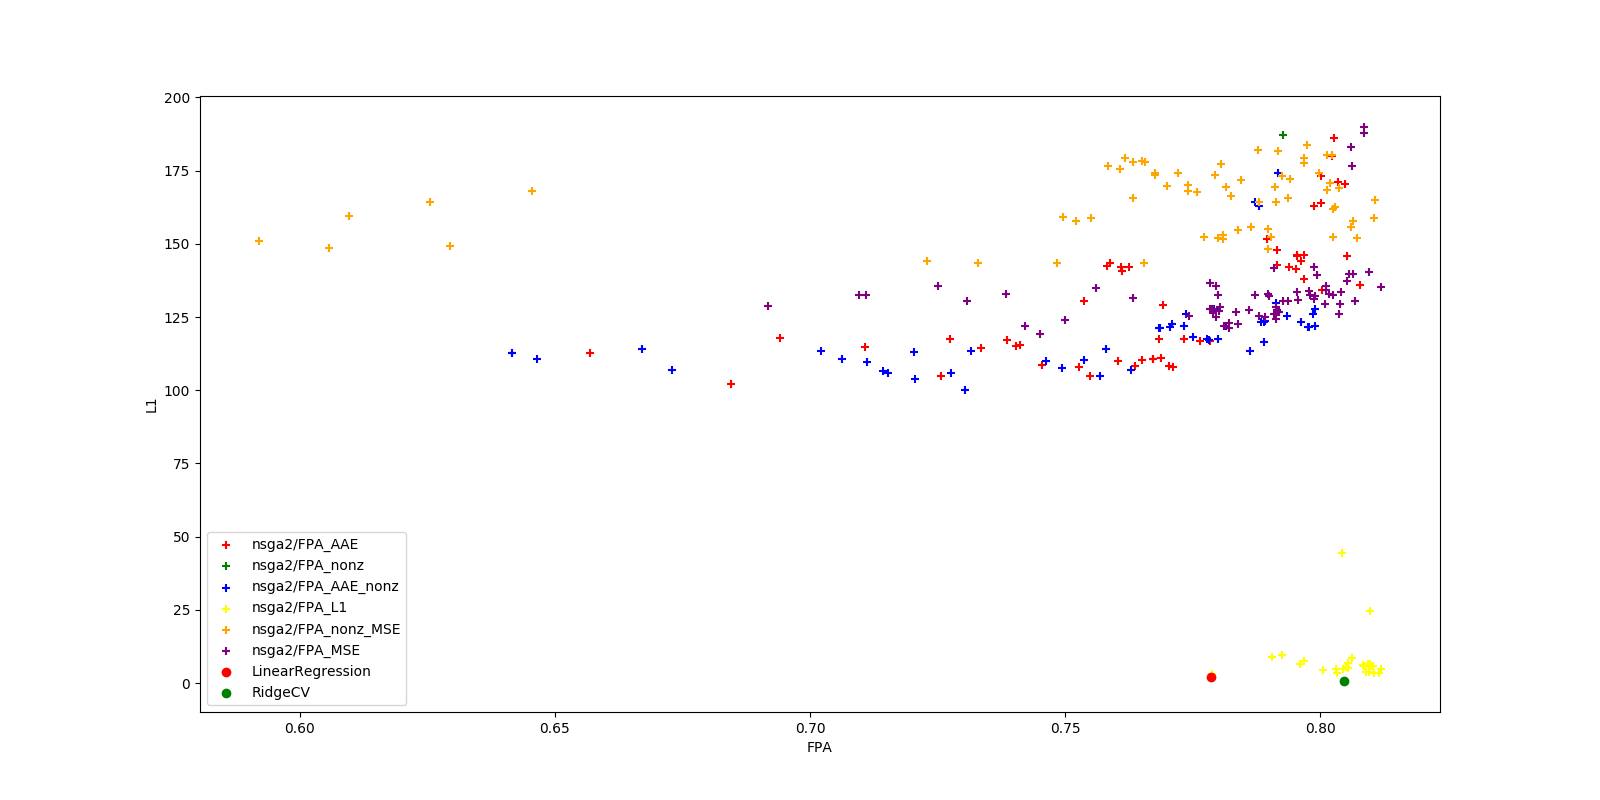 200
175
150
125
100
75
50
25
0
L1
nsga2/FPA_AAE
nsga2/FPA_nonz
nsga2/FPA_AAE_nonz
nsga2/FPA_L1
nsga2/FPA_nonz_MSE
nsga2/FPA_MSE
LinearRegression
RidgeCV
0.60 0.65 0.70 0.75 0.80
FPA